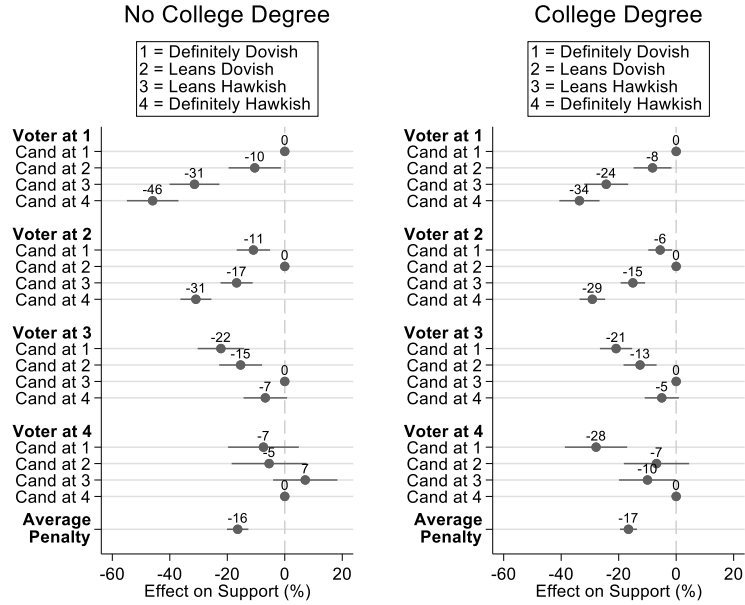 No College Degree
1 = Definitely Dovish
2 = Leans Dovish
3 = Leans Hawkish
4 = Definitely Hawkish
Voter at 1
Cand at 1
0
Cand at 2
-10
Cand at 3
-31
Cand at 4
-46
Voter at 2
Cand at 1
-11
Cand at 2
0
Cand at 3
-17
Cand at 4
-31
Voter at 3
Cand at 1
-22
Cand at 2
-15
Cand at 3
0
Cand at 4
-7
Voter at 4
Cand at 1
-7
Cand at 2
-5
Cand at 3
7
Cand at 4
0
Average
Penalty
-16
-60 -40 -20 0 20
Effect on Support (%)
College Degree
1 = Definitely Dovish
2 = Leans Dovish
3 = Leans Hawkish
4 = Definitely Hawkish
Voter at 1
Cand at 1
0
Cand at 2
-8
Cand at 3
-24
Cand at 4
-34
Voter at 2
Cand at 1
-6
Cand at 2
0
Cand at 3
-15
Cand at 4
-29
Voter at 3
Cand at 1
-21
Cand at 2
-13
Cand at 3
0
Cand at 4
-5
Voter at 4
Cand at 1
-28
Cand at 2
-7
Cand at 3
-10
Cand at 4
0
Average
Penalty
-17
-60 -40 -20 0 20
Effect on Support (%)